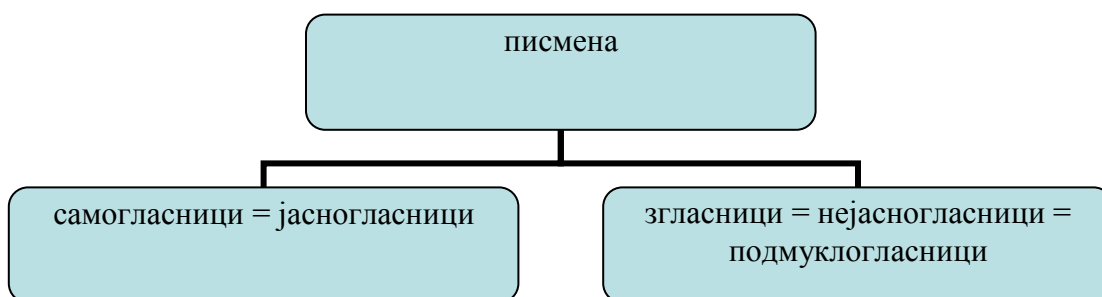 писмена
самогласници = јасногласници
згласници = нејасногласници =
подмуклогласници